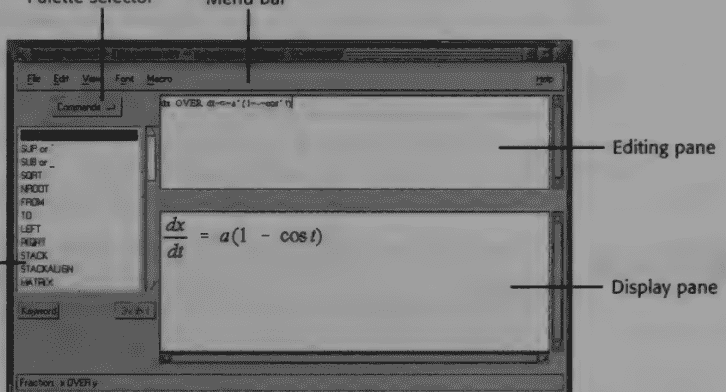 Palette selector
Menu bar
File Edit View Font Macro Help
Commands
dx OVER dt~=~a~(1~-~cos~t)
Editing pane
SUP or ^
SUB or _
SQRT
NROOT
FROM
TO
LEFT
RIGHT
STACK
STACKALIGN
MATRIX
dx/dt = a(1 - cos t)
Display pane
Keyword
Fraction: x OVER y